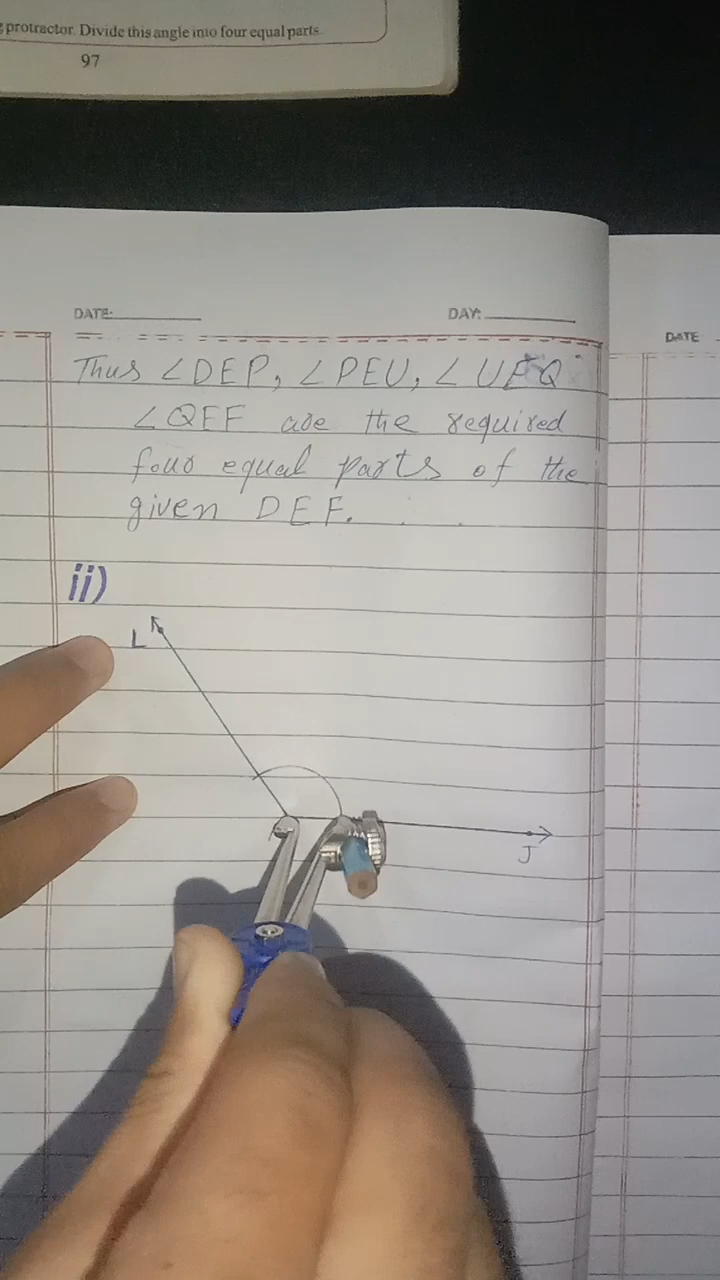 protractor. Divide this angle into four equal parts.
97
DATE:
DAY:
DATE
Thus ∠DEP, ∠PEU, ∠UEQ
∠QEF are the required
four equal parts of the
given DEF.
ii)
L
J